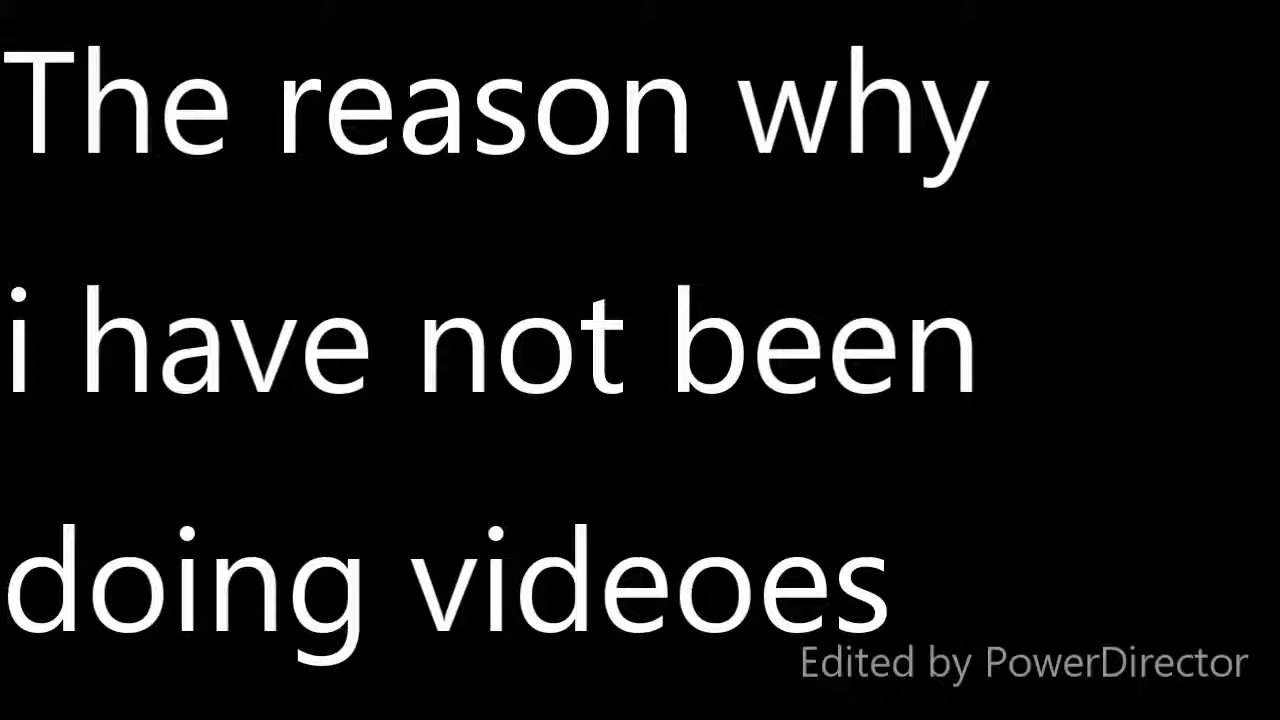 The reason why
i have not been
doing videoes
Edited by PowerDirector